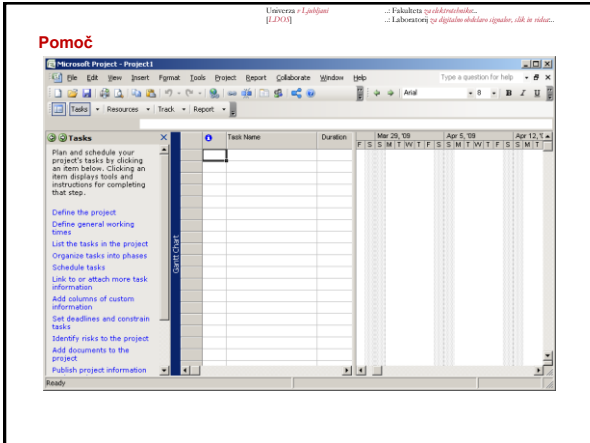 Univerza v Ljubljani
[LDOS]
..: Fakulteta za elektrotehniko:..
..: Laboratorij za digitalno obdelavo signalov, slik in videa:..
Pomoč
Microsoft Project - Project1
File Edit View Insert Format Tools Project Report Collaborate Window Help
Type a question for help
Arial
8
B I U
Tasks Resources Track Report
Tasks
Plan and schedule your
project's tasks by clicking
an item below. Clicking an
item displays tools and
instructions for completing
that step.
Define the project
Define general working
times
List the tasks in the project
Organize tasks into phases
Schedule tasks
Link to or attach more task
information
Add columns of custom
information
Set deadlines and constrain
tasks
Identify risks to the project
Add documents to the
project
Publish project information
Gantt Chart
Task Name
Duration
Mar 29, '09
Apr 5, '09
F S S M T W T F S S M T W T F S S M T
Ready